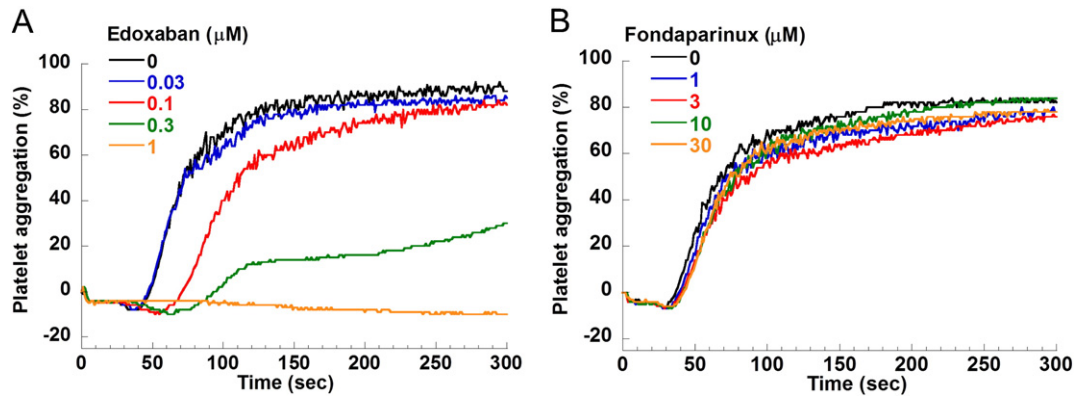 A
Edoxaban (μM)
0
0.03
0.1
0.3
1
Platelet aggregation (%)
100
80
60
40
20
0
-20
0 50 100 150 200 250 300
Time (sec)
B
Fondaparinux (μM)
0
1
3
10
30
Platelet aggregation (%)
100
80
60
40
20
0
-20
0 50 100 150 200 250 300
Time (sec)